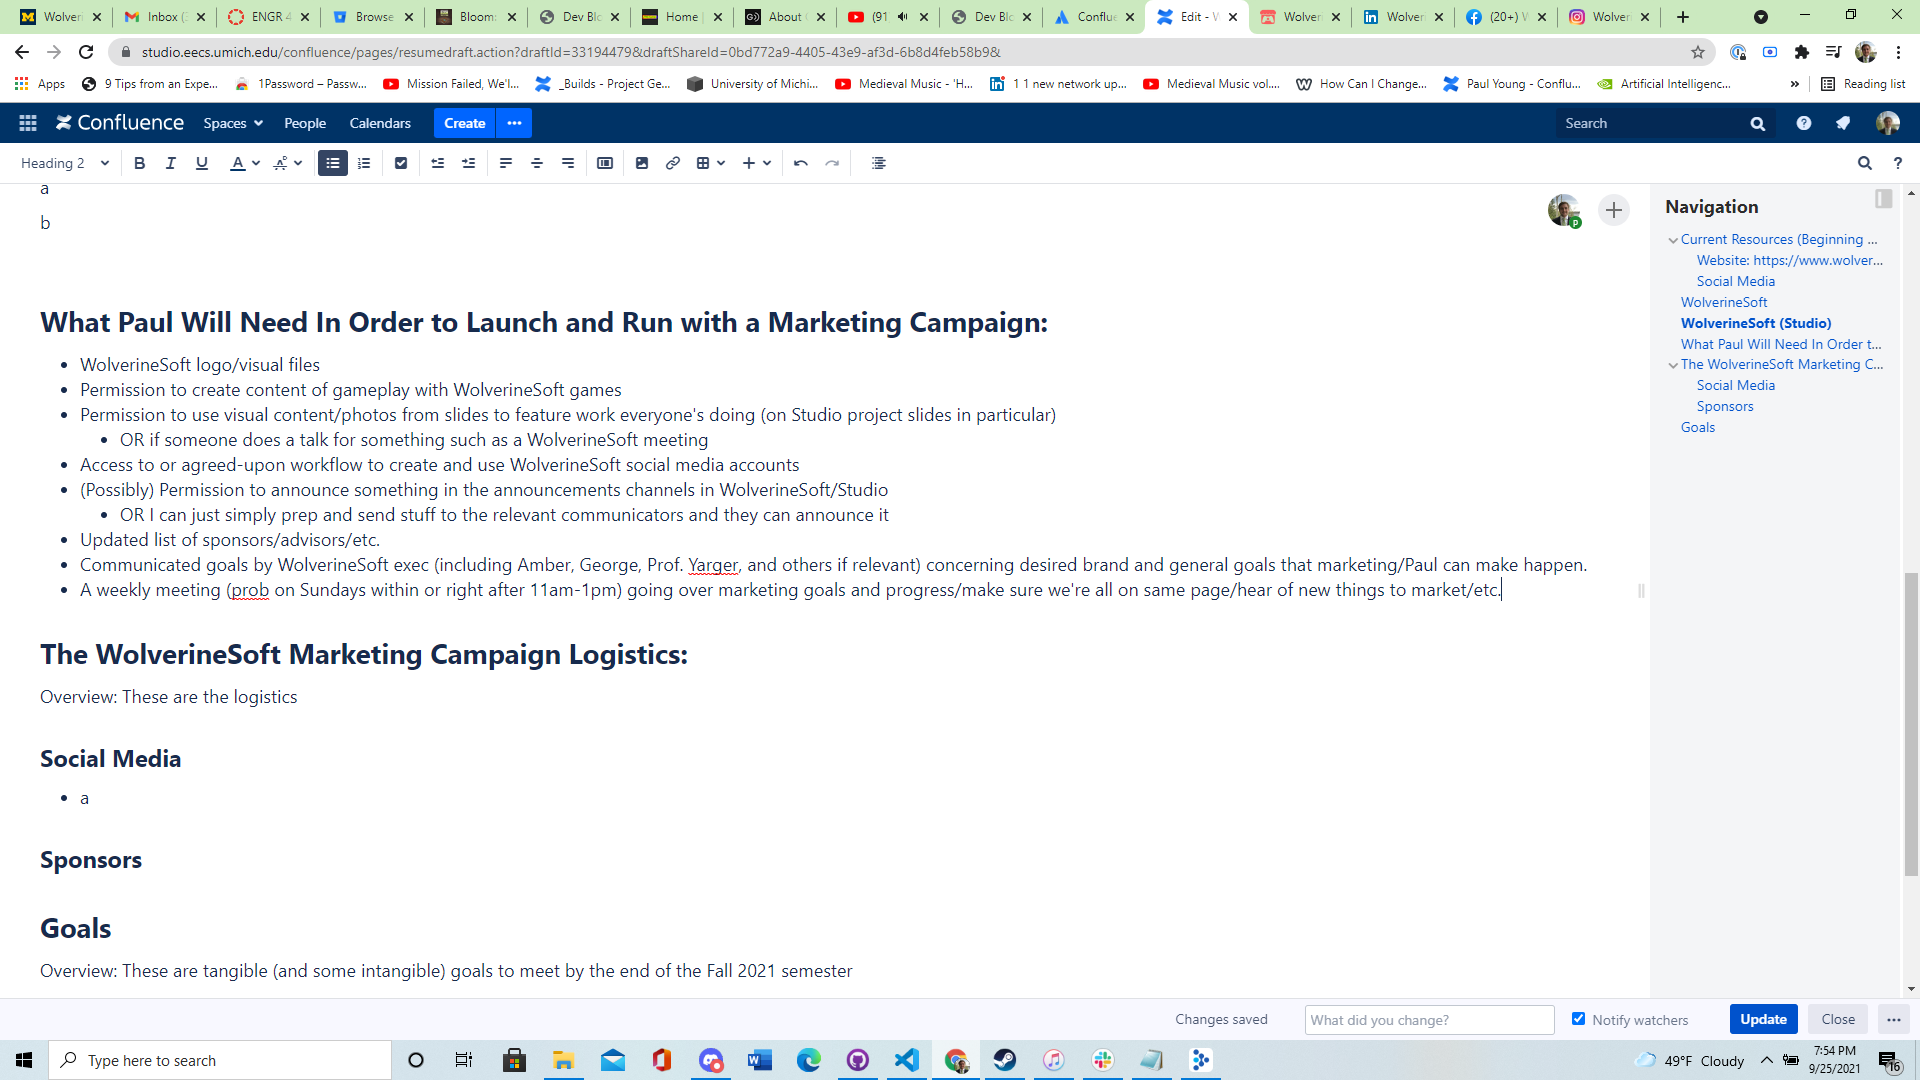 Wolveri
Inbox (3
ENGR 4
Browse
Bloom:
Dev Blo
Home |
About G
(91
Dev Blo
Conflue
Edit - W
Wolveri
Wolveri
(20+) W
Wolveri
studio.eecs.umich.edu/confluence/pages/resumedraft.action?draftId=33194479&draftShareId=0bd772a9-4405-43e9-af3d-6b8d4feb58b9&
Apps
9 Tips from an Expe...
1Password – Passw...
Mission Failed, We'l...
_Builds - Project Ge...
University of Michi...
Medieval Music - 'H...
1 1 new network up...
Medieval Music vol....
How Can I Change...
Paul Young - Conflu...
Artificial Intelligenc...
Reading list
Confluence
Spaces
People
Calendars
Create
Search
Heading 2
a
b
What Paul Will Need In Order to Launch and Run with a Marketing Campaign:
• WolverineSoft logo/visual files
• Permission to create content of gameplay with WolverineSoft games
• Permission to use visual content/photos from slides to feature work everyone's doing (on Studio project slides in particular)
• OR if someone does a talk for something such as a WolverineSoft meeting
• Access to or agreed-upon workflow to create and use WolverineSoft social media accounts
• (Possibly) Permission to announce something in the announcements channels in WolverineSoft/Studio
• OR I can just simply prep and send stuff to the relevant communicators and they can announce it
• Updated list of sponsors/advisors/etc.
• Communicated goals by WolverineSoft exec (including Amber, George, Prof. Yarger, and others if relevant) concerning desired brand and general goals that marketing/Paul can make happen.
• A weekly meeting (prob on Sundays within or right after 11am-1pm) going over marketing goals and progress/make sure we're all on same page/hear of new things to market/etc.
The WolverineSoft Marketing Campaign Logistics:
Overview: These are the logistics
Social Media
• a
Sponsors
Goals
Overview: These are tangible (and some intangible) goals to meet by the end of the Fall 2021 semester
Navigation
Current Resources (Beginning ...
Website: https://www.wolver...
Social Media
WolverineSoft
WolverineSoft (Studio)
What Paul Will Need In Order t...
The WolverineSoft Marketing C...
Social Media
Sponsors
Goals
Changes saved
What did you change?
Notify watchers
Update
Close
Type here to search
49°F Cloudy
7:54 PM
9/25/2021
16